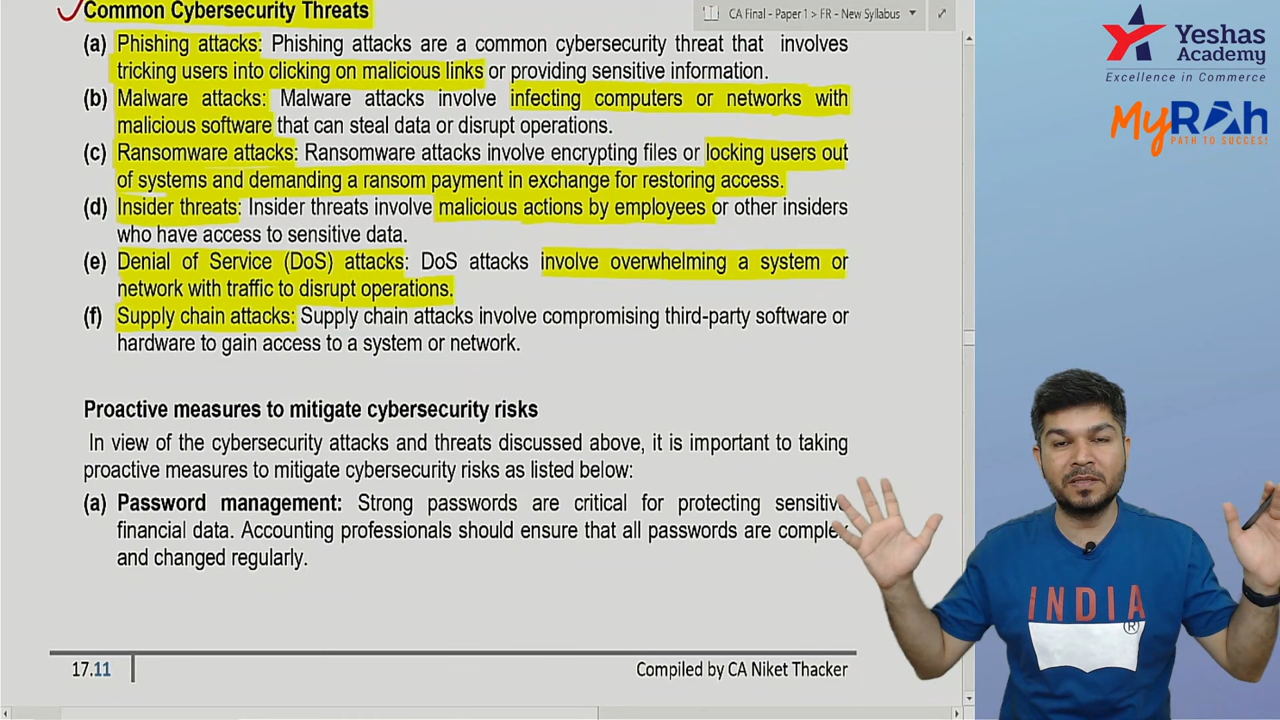 Common Cybersecurity Threats
CA Final - Paper 1 > FR - New Syllabus
(a) Phishing attacks: Phishing attacks are a common cybersecurity threat that involves
tricking users into clicking on malicious links or providing sensitive information.
(b) Malware attacks: Malware attacks involve infecting computers or networks with
malicious software that can steal data or disrupt operations.
(c) Ransomware attacks: Ransomware attacks involve encrypting files or locking users out
of systems and demanding a ransom payment in exchange for restoring access.
(d) Insider threats: Insider threats involve malicious actions by employees or other insiders
who have access to sensitive data.
(e) Denial of Service (DoS) attacks: DoS attacks involve overwhelming a system or
network with traffic to disrupt operations.
(f) Supply chain attacks: Supply chain attacks involve compromising third-party software or
hardware to gain access to a system or network.
Proactive measures to mitigate cybersecurity risks
In view of the cybersecurity attacks and threats discussed above, it is important to taking
proactive measures to mitigate cybersecurity risks as listed below:
(a) Password management: Strong passwords are critical for protecting sensitive
financial data. Accounting professionals should ensure that all passwords are complex
and changed regularly.
17.11
Compiled by CA Niket Thacker
Yeshas
Academy
Excellence in Commerce
MyRAh
PATH TO SUCCESS!
INDIA
®